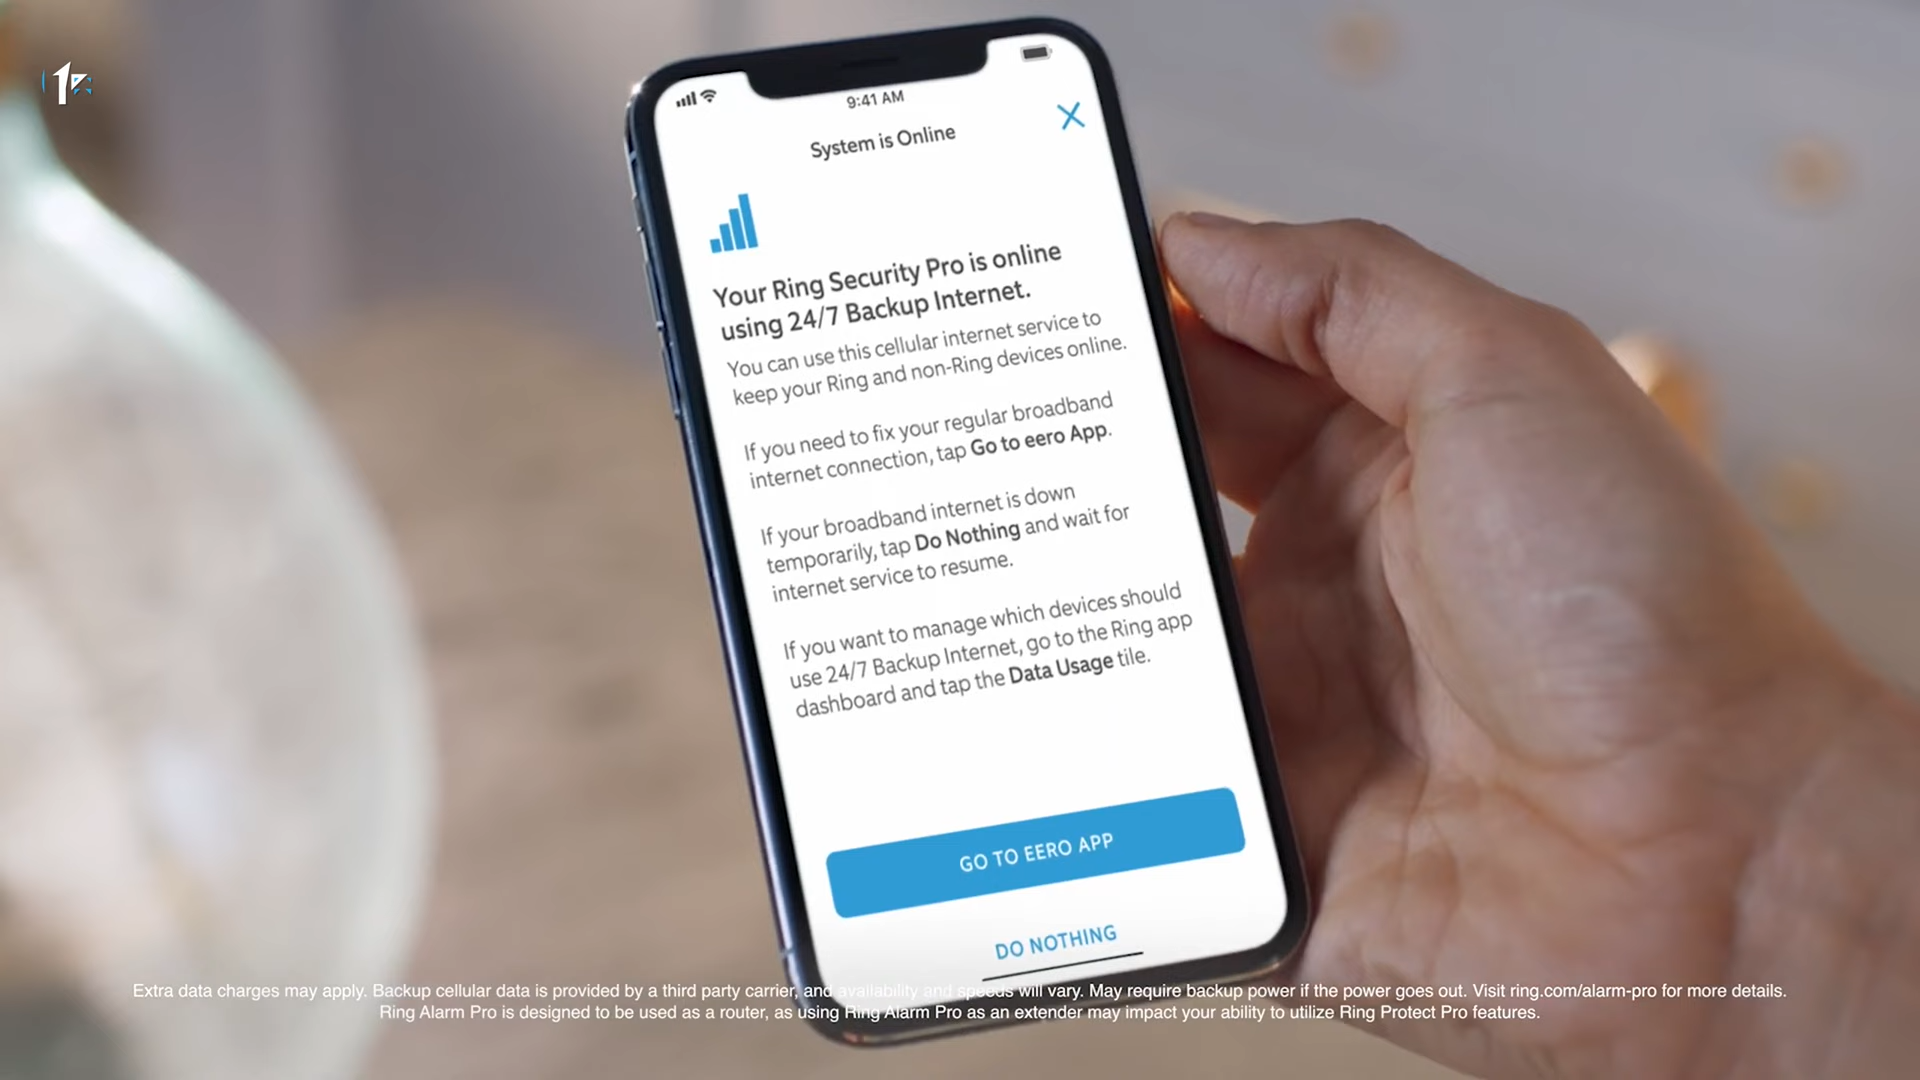 9:41 AM
System is Online
Your Ring Security Pro is online
using 24/7 Backup Internet.
You can use this cellular internet service to
keep your Ring and non-Ring devices online.
If you need to fix your regular broadband
internet connection, tap Go to eero App.
If your broadband internet is down
temporarily, tap Do Nothing and wait for
internet service to resume.
If you want to manage which devices should
use 24/7 Backup Internet, go to the Ring app
dashboard and tap the Data Usage tile.
GO TO EERO APP
DO NOTHING
Extra data charges may apply. Backup cellular data is provided by a third party carrier, and availability and speeds will vary. May require backup power if the power goes out. Visit ring.com/alarm-pro for more details.
Ring Alarm Pro is designed to be used as a router, as using Ring Alarm Pro as an extender may impact your ability to utilize Ring Protect Pro features.